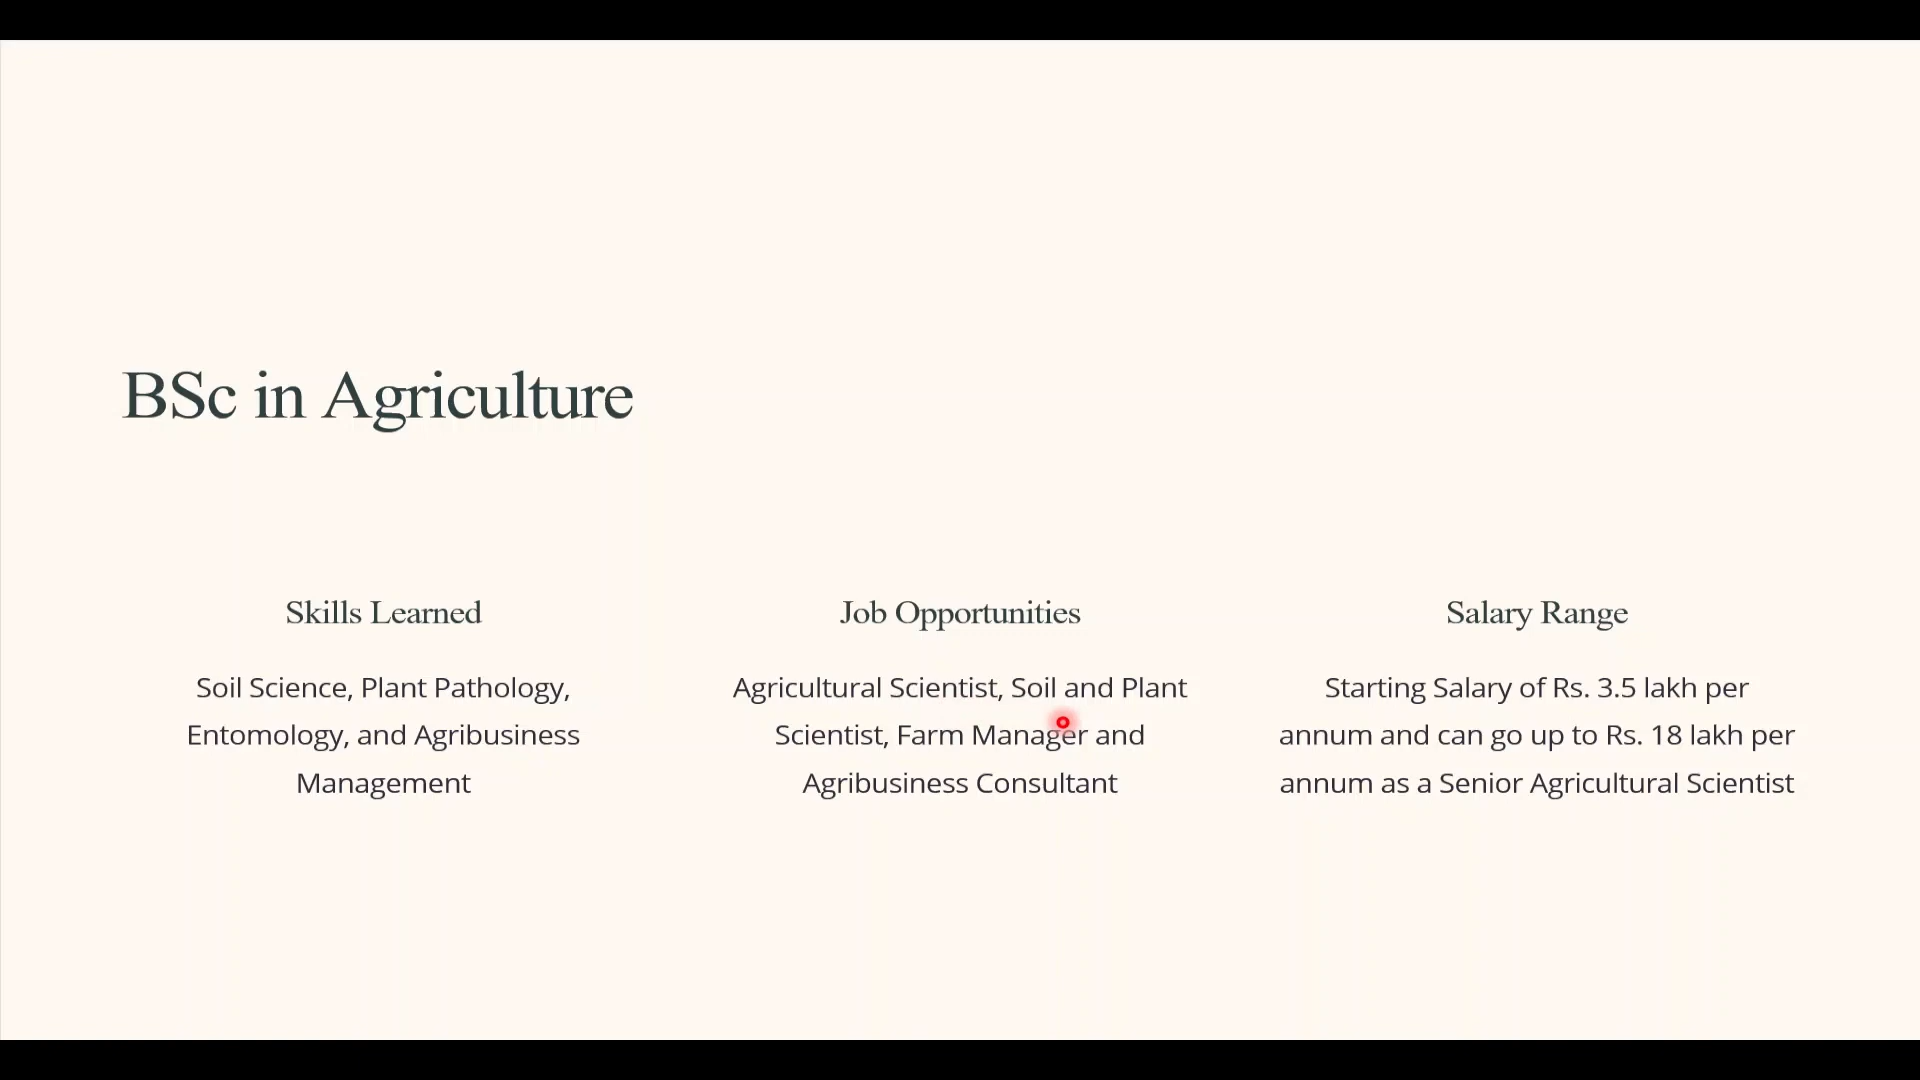 BSc in Agriculture
Skills Learned
Soil Science, Plant Pathology,
Entomology, and Agribusiness
Management
Job Opportunities
Agricultural Scientist, Soil and Plant
Scientist, Farm Manager and
Agribusiness Consultant
Salary Range
Starting Salary of Rs. 3.5 lakh per
annum and can go up to Rs. 18 lakh per
annum as a Senior Agricultural Scientist